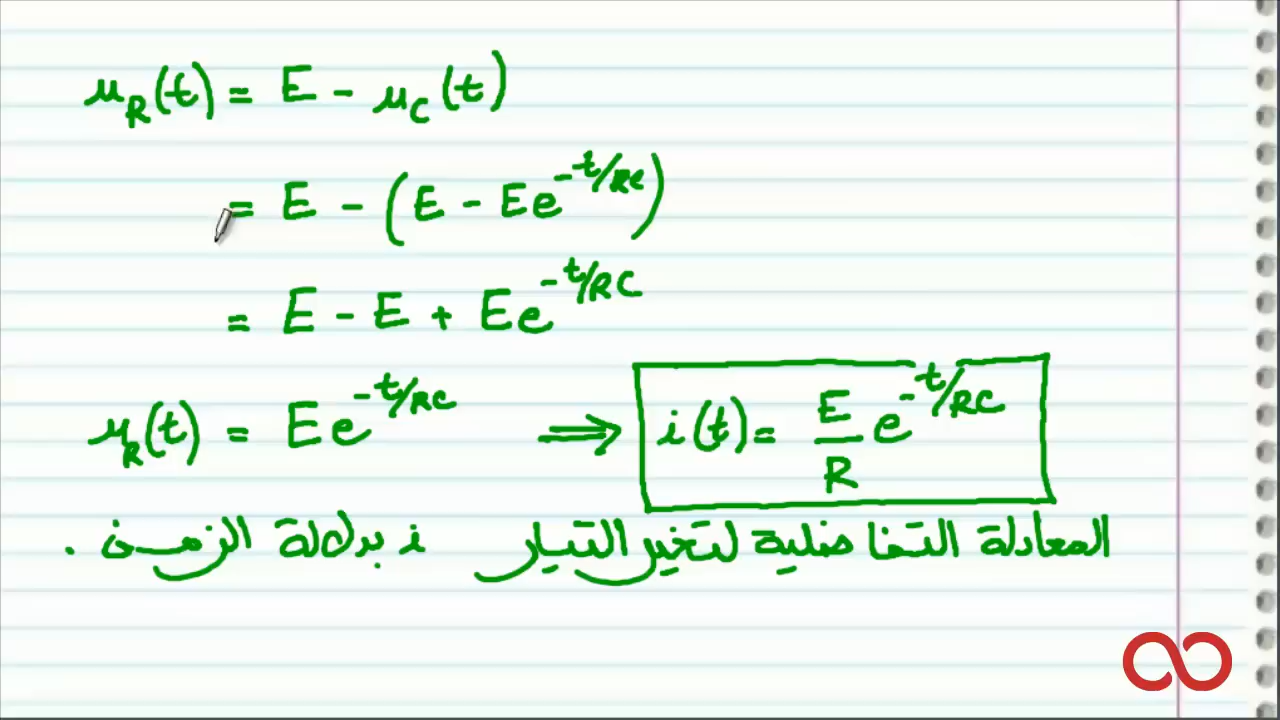 u_R(t) = E - u_C(t)
= E - (E - Ee^{-t/RC})
= E - E + Ee^{-t/RC}
u_R(t) = Ee^{-t/RC} ⇒ i(t) = E/R e^{-t/RC}
المعادلة التفاضلية لتغير التيار i بدلالة الزمن .